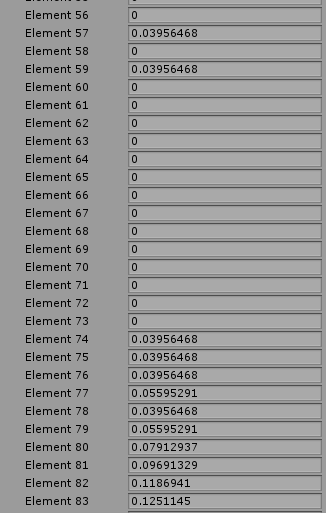 Element 56 0
Element 57 0.03956468
Element 58 0
Element 59 0.03956468
Element 60 0
Element 61 0
Element 62 0
Element 63 0
Element 64 0
Element 65 0
Element 66 0
Element 67 0
Element 68 0
Element 69 0
Element 70 0
Element 71 0
Element 72 0
Element 73 0
Element 74 0.03956468
Element 75 0.03956468
Element 76 0.03956468
Element 77 0.05595291
Element 78 0.03956468
Element 79 0.05595291
Element 80 0.07912937
Element 81 0.09691329
Element 82 0.1186941
Element 83 0.1251145